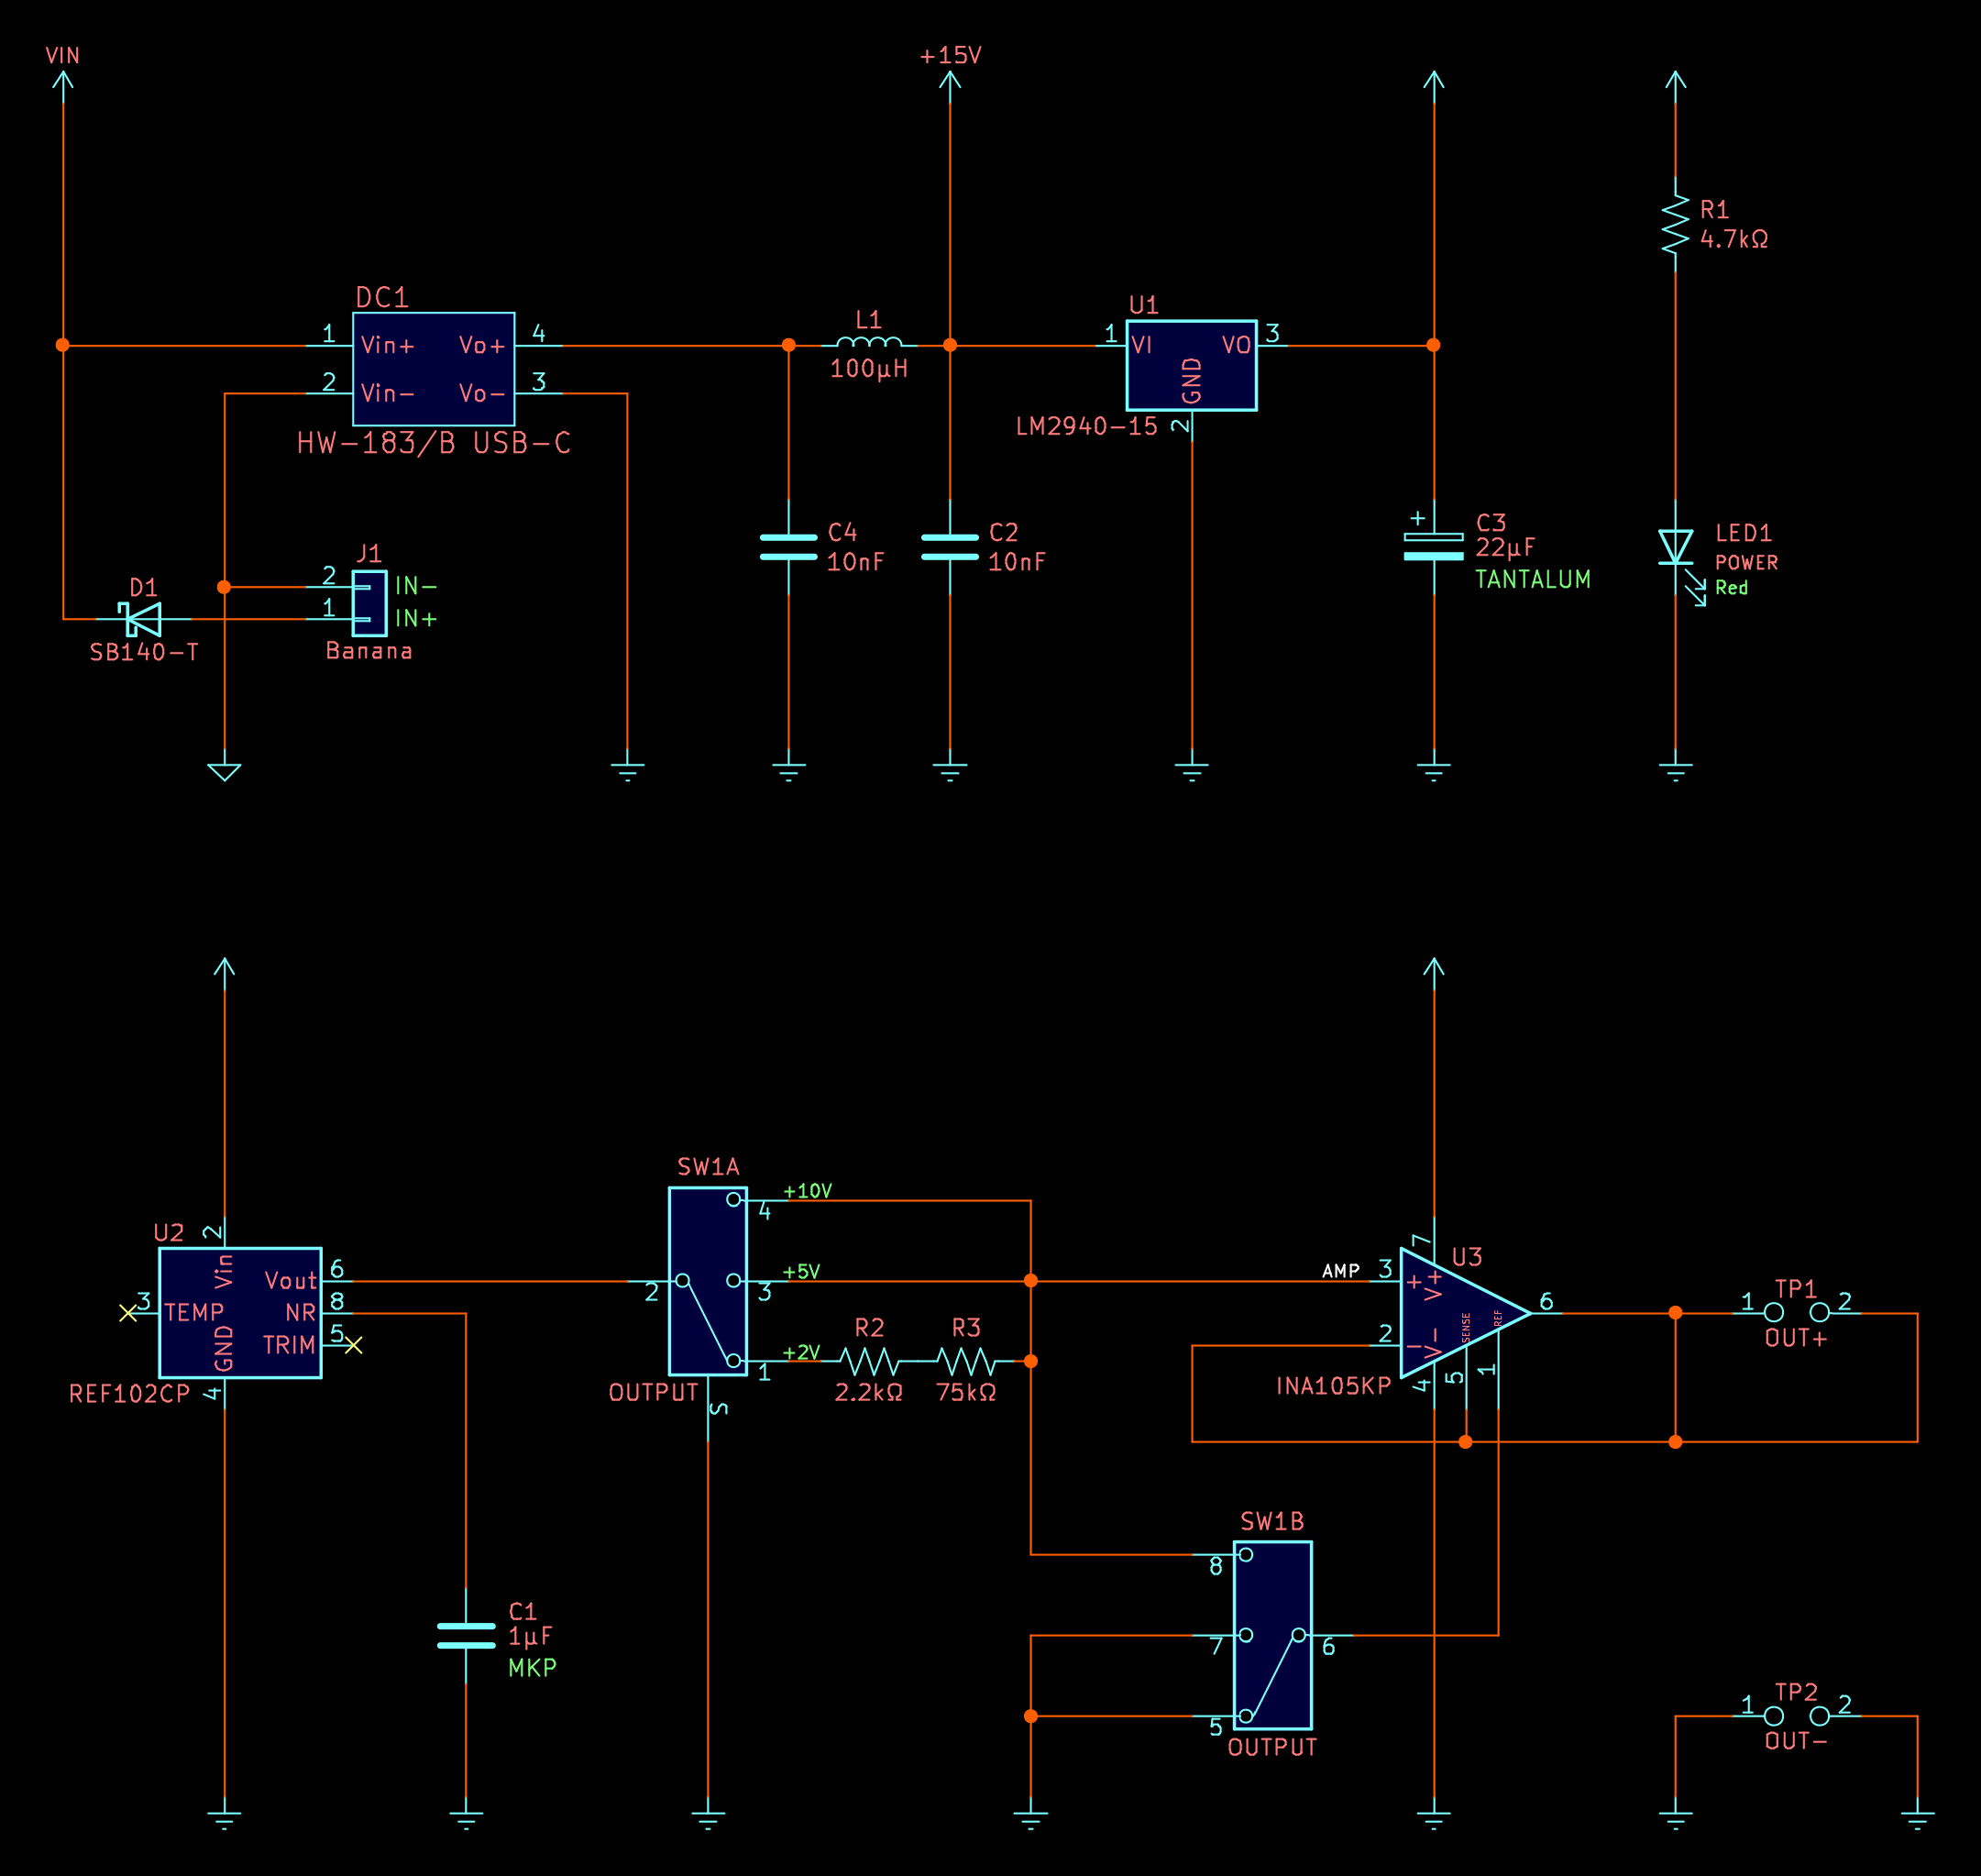 VIN
+15V
R1
4.7kΩ
DC1
1
Vin+
Vo+
4
2
Vin-
Vo-
3
HW-183/B USB-C
L1
100µH
U1
1
VI
VO
3
GND
2
LM2940-15
J1
2
IN-
1
IN+
Banana
D1
SB140-T
C4
10nF
C2
10nF
+
C3
22µF
TANTALUM
LED1
POWER
Red
SW1A
+10V
4
2
+5V
3
+2V
1
OUTPUT
S
U2
2
Vin
Vout
6
3
TEMP
NR
8
TRIM
5
GND
4
REF102CP
R2
2.2kΩ
R3
75kΩ
AMP
3
+
7
V+
U3
2
-
V-
SENSE
REF
6
4
5
1
INA105KP
TP1
1
2
OUT+
SW1B
8
7
6
5
OUTPUT
C1
1µF
MKP
TP2
1
2
OUT-